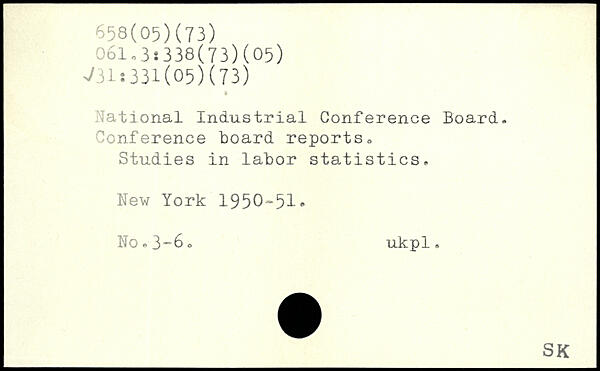 658(05)(73)
061.3:338(73)(05)
✓31:331(05)(73)
National Industrial Conference Board.
Conference board reports.
Studies in labor statistics.
New York 1950-51.
No.3-6. ukpl.
SK